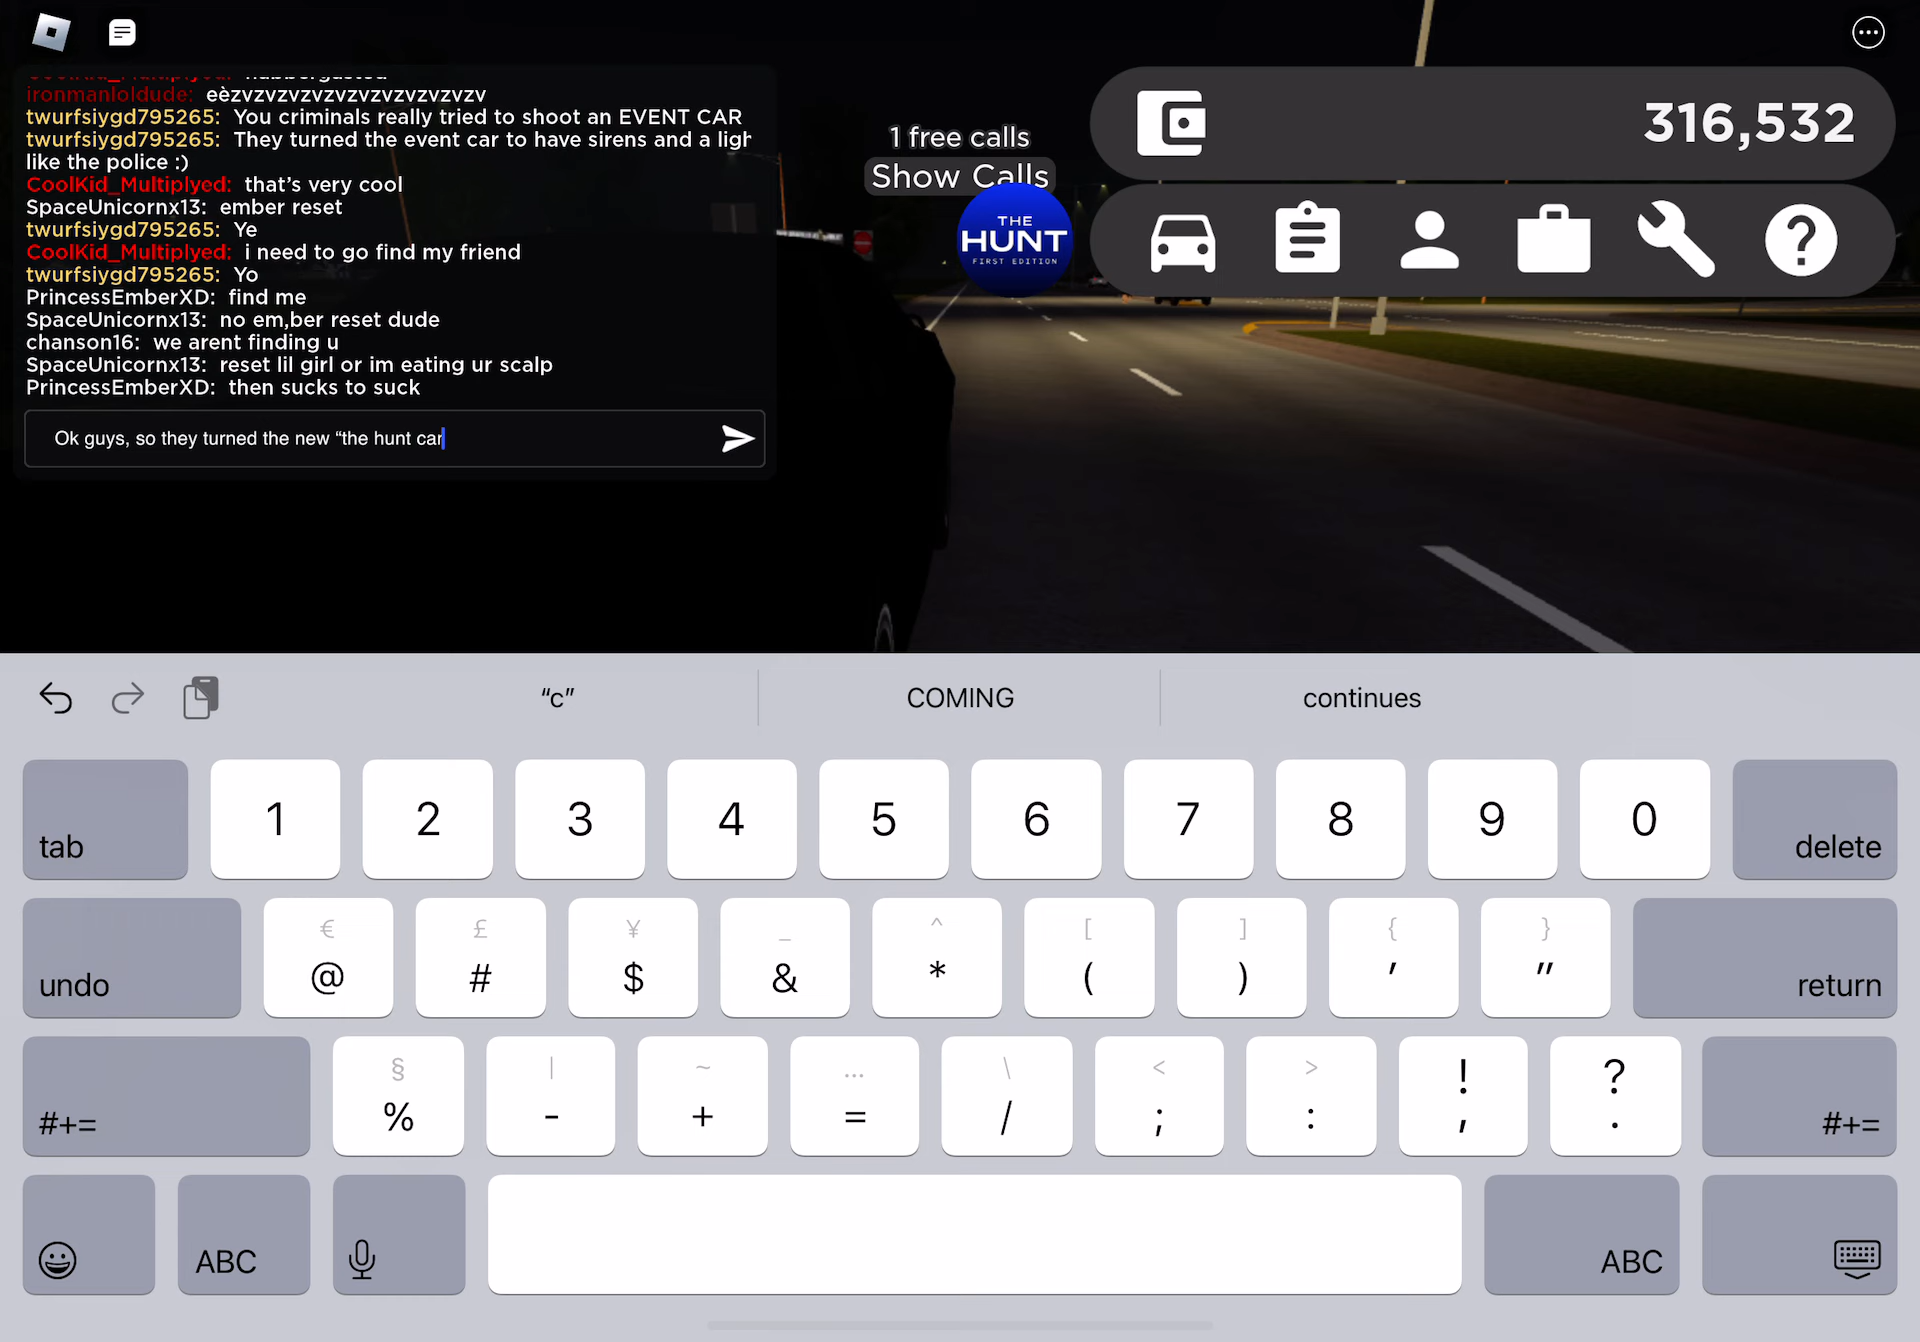 ironmanloldude: eèzvzvzvzvzvzvzvzvzvzvzv
twurfsiygd795265: You criminals really tried to shoot an EVENT CAR
twurfsiygd795265: They turned the event car to have sirens and a ligh
like the police :)
CoolKid_Multiplyed: that's very cool
SpaceUnicornx13: ember reset
twurfsiygd795265: Ye
CoolKid_Multiplyed: i need to go find my friend
twurfsiygd795265: Yo
PrincessEmberXD: find me
SpaceUnicornx13: no em,ber reset dude
chanson16: we arent finding u
SpaceUnicornx13: reset lil girl or im eating ur scalp
PrincessEmberXD: then sucks to suck
Ok guys, so they turned the new “the hunt car
1 free calls
Show Calls
THE
HUNT
FIRST EDITION
316,532
“c” COMING continues
tab 1 2 3 4 5 6 7 8 9 0 delete
€ £ ¥ _ ^ [ ] { }
undo @ # $ & * ( ) ' " return
§ | ~ … \ < > ! ?
#+= % - + = / ; : , . #+=
ABC ABC